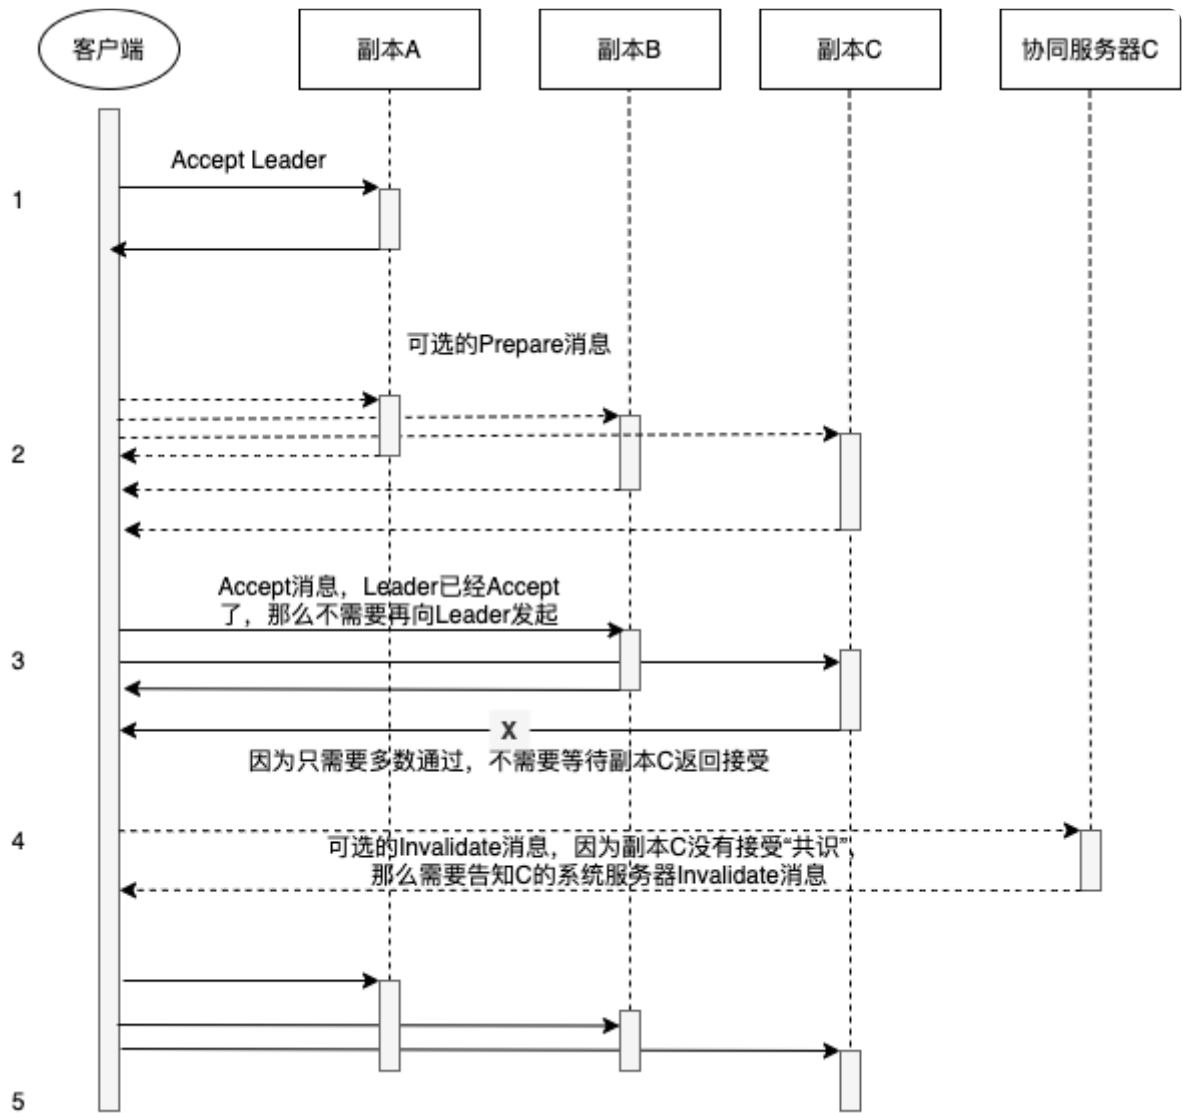 客户端
副本A
副本B
副本C
协同服务器C
Accept Leader
1
可选的Prepare消息
2
Accept消息，Leader已经Accept
了，那么不需要再向Leader发起
3
X
因为只需要多数通过，不需要等待副本C返回接受
4
可选的Invalidate消息，因为副本C没有接受“共识”，
那么需要告知C的系统服务器Invalidate消息
5